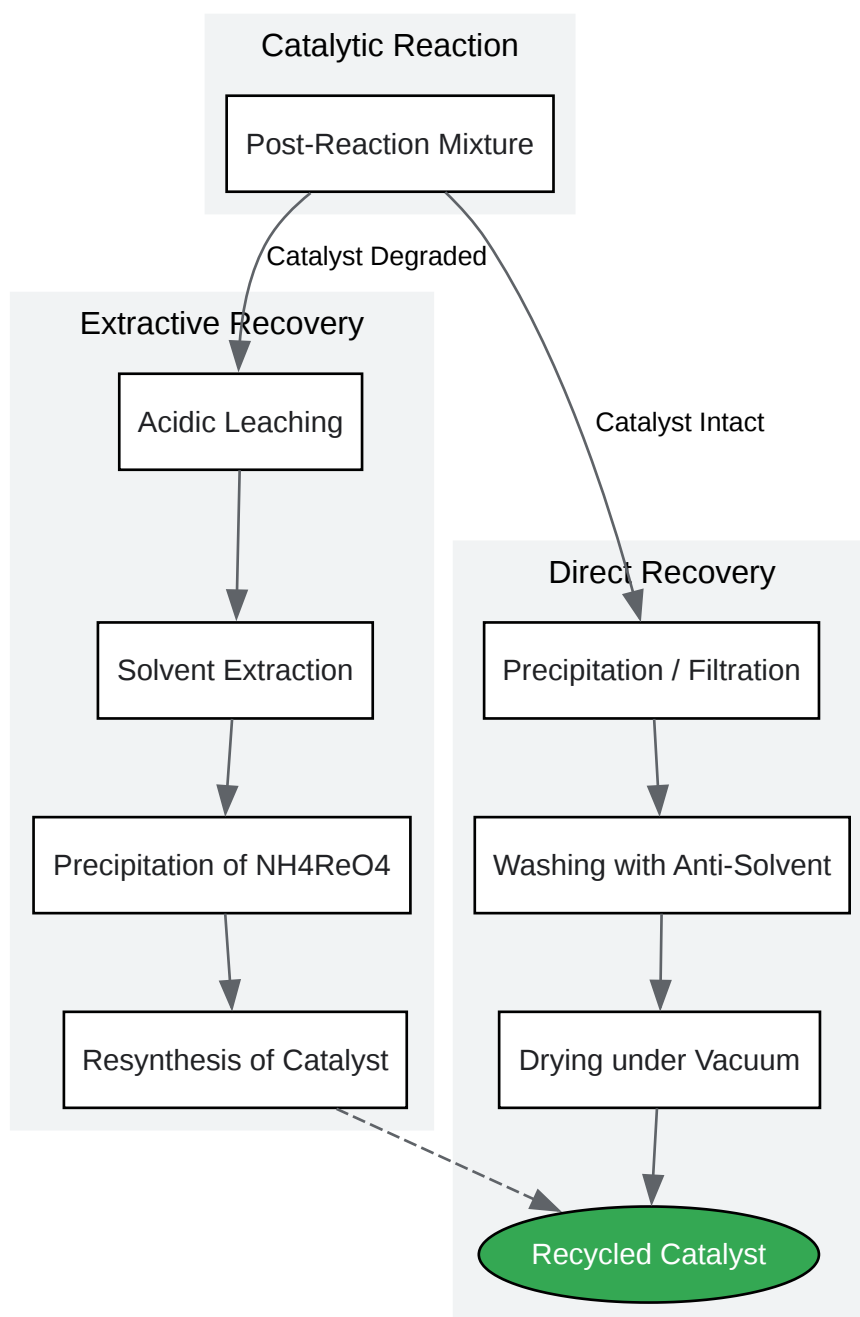 Catalytic Reaction
Post-Reaction Mixture
Catalyst Degraded
Extractive Recovery
Acidic Leaching
Catalyst Intact
Direct Recovery
Solvent Extraction
Precipitation / Filtration
Precipitation of NH4ReO4
Washing with Anti-Solvent
Resynthesis of Catalyst
Drying under Vacuum
Recycled Catalyst